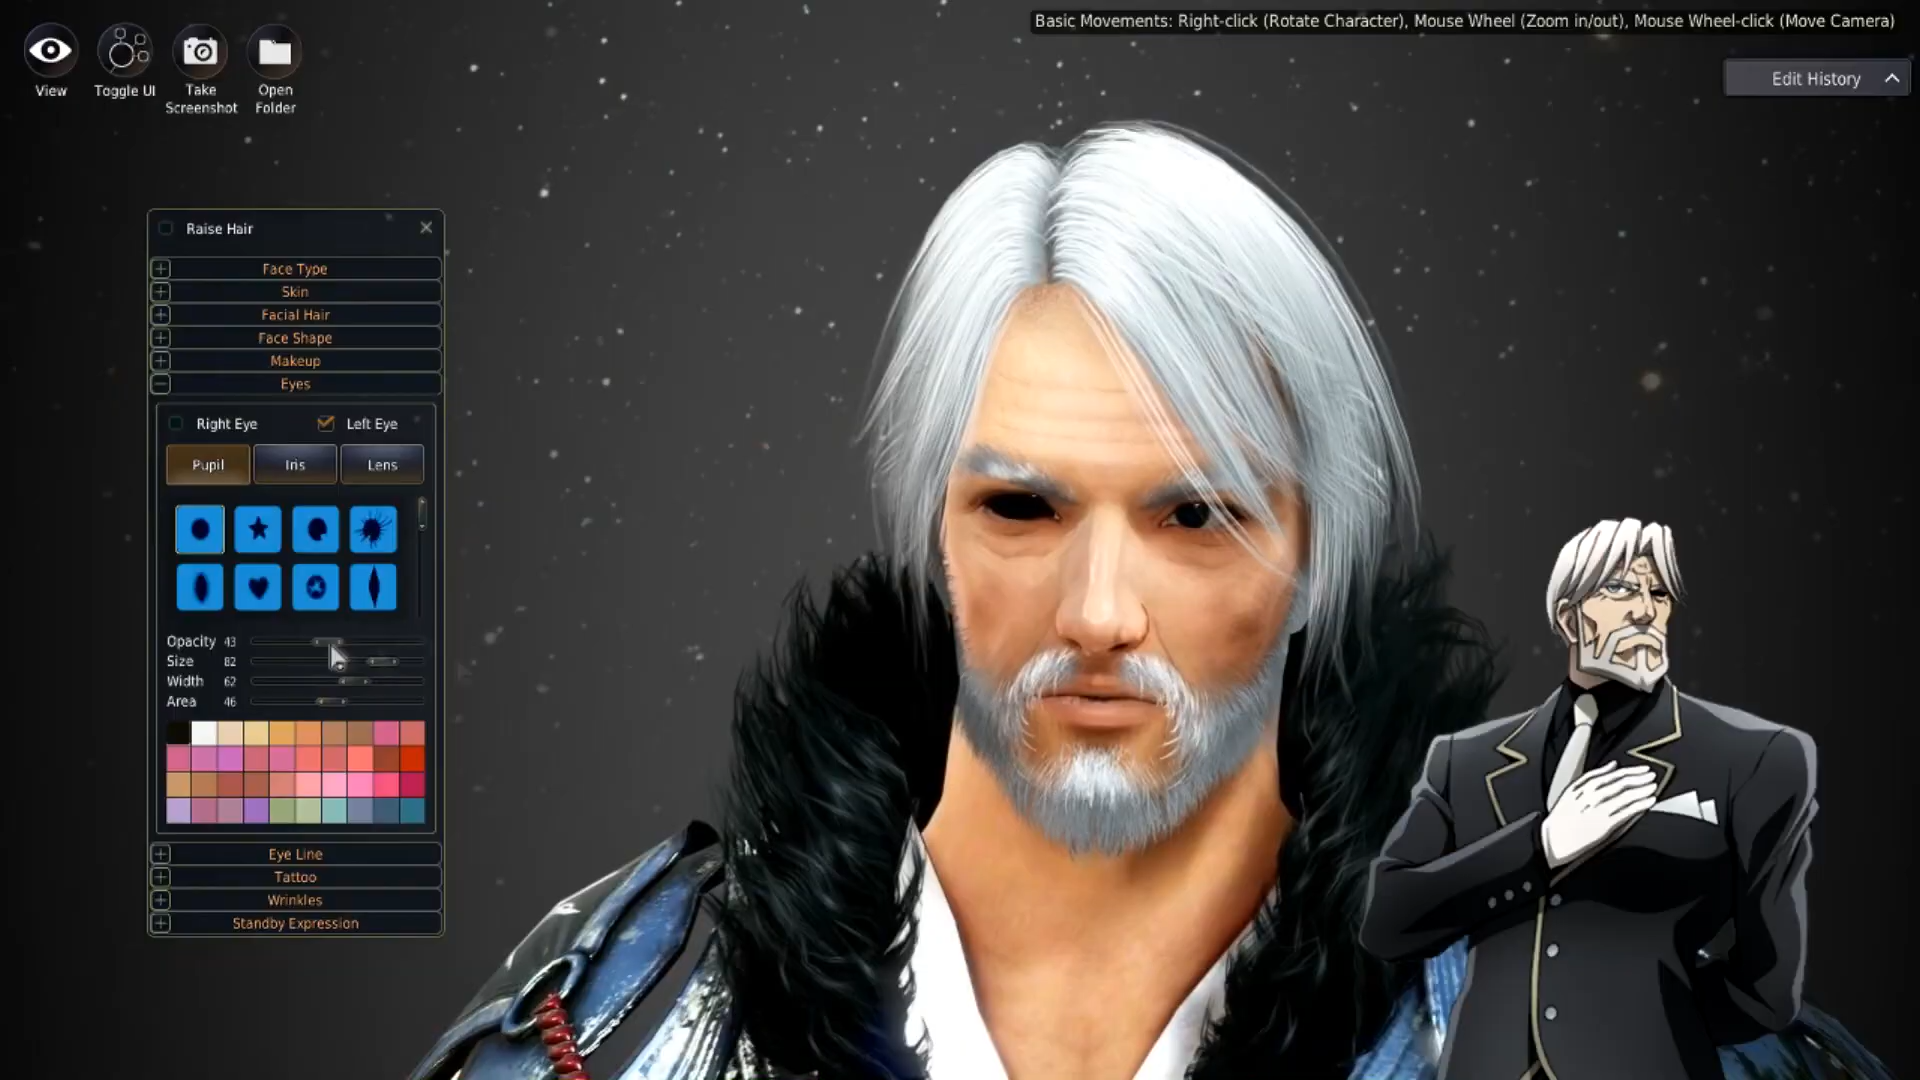 Basic Movements: Right-click (Rotate Character), Mouse Wheel (Zoom in/out), Mouse Wheel-click (Move Camera)
View
Toggle UI
Take
Screenshot
Open
Folder
Edit History
Raise Hair
Face Type
Skin
Facial Hair
Face Shape
Makeup
Eyes
Right Eye
Left Eye
Pupil
Iris
Lens
Opacity 43
Size 82
Width 62
Area 46
Eye Line
Tattoo
Wrinkles
Standby Expression